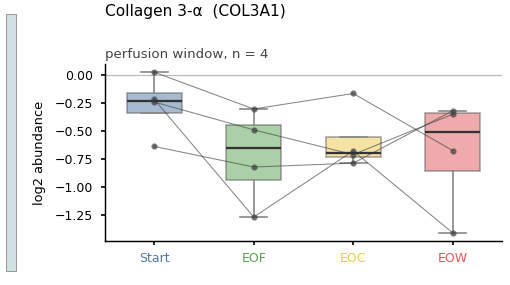 Collagen 3-α (COL3A1)
perfusion window, n = 4
log2 abundance
0.00
−0.25
−0.50
−0.75
−1.00
−1.25
Start EOF EOC EOW